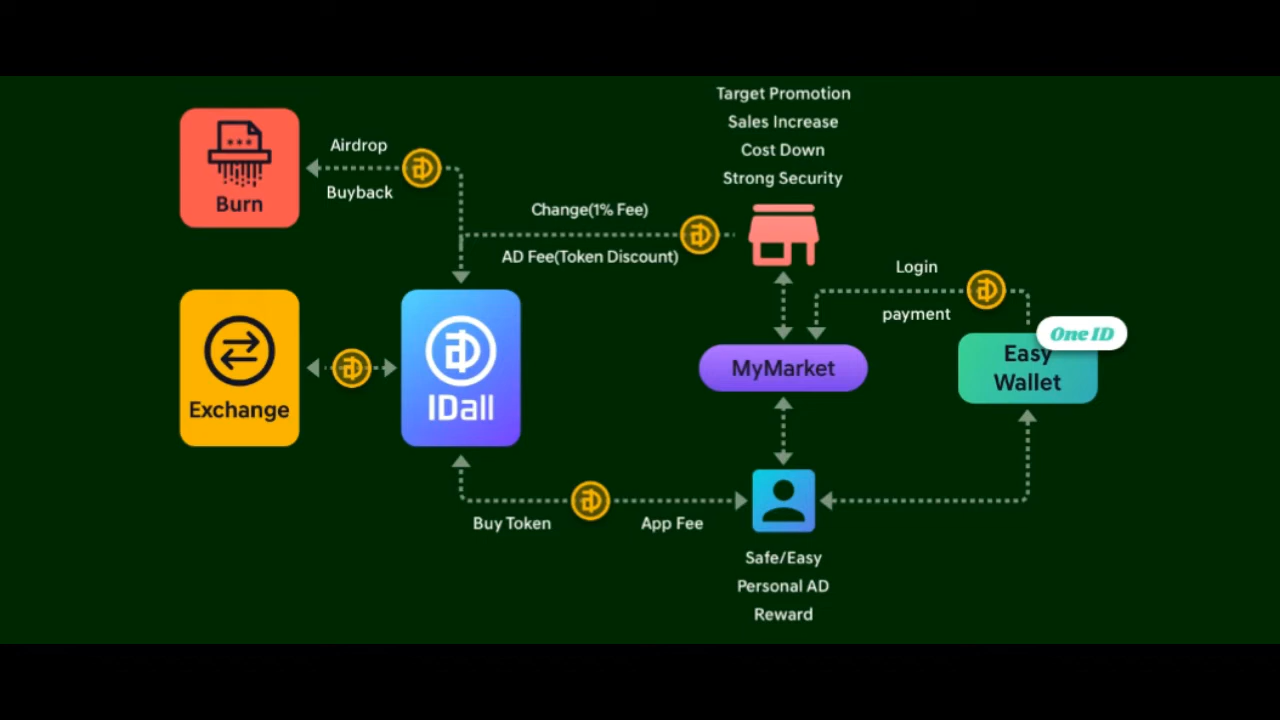 Target Promotion
Sales Increase
Cost Down
Strong Security
Airdrop
Buyback
Burn
Change(1% Fee)
AD Fee(Token Discount)
Login
payment
One ID
Easy
Wallet
MyMarket
Exchange
IDall
Buy Token
App Fee
Safe/Easy
Personal AD
Reward